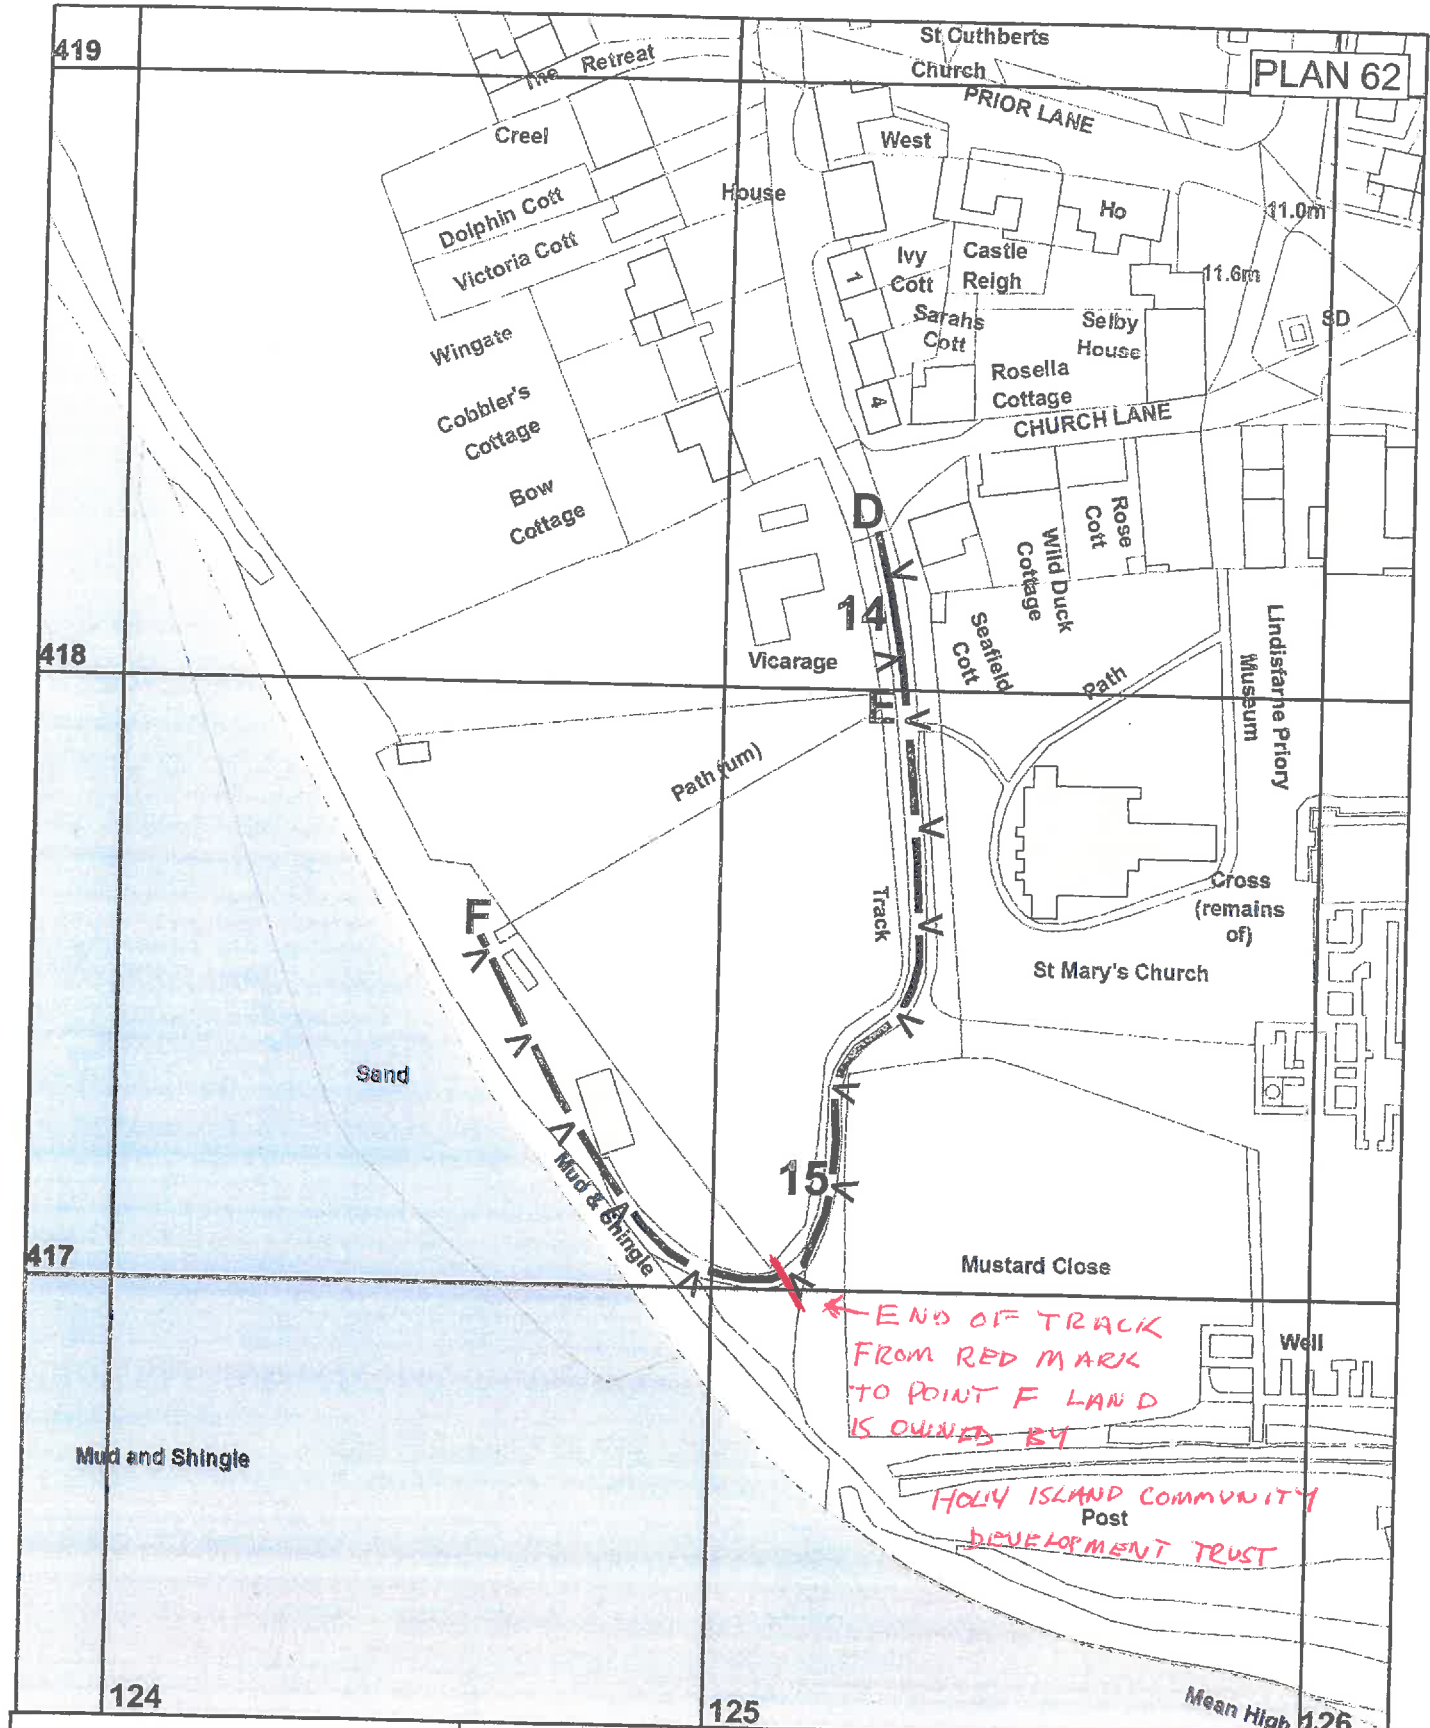 419
The Retreat
St Cuthberts
Church
PLAN 62
PRIOR LANE
Creel
West
House
Dolphin Cott
Victoria Cott
Ho
11.0m
Ivy
Cott
Castle
Reigh
11.6m
1
Sarahs
Cott
Selby
House
SD
Wingate
Rosella
Cottage
4
Cobbler's
Cottage
CHURCH LANE
Bow
Cottage
D
Rose
Cott
Wild Duck
Cottage
14
Seafield
Cott
Lindisfarne Priory
Museum
418
Vicarage
Path
E
Path (um)
Track
Cross
(remains
of)
F
St Mary's Church
Sand
Mud & Shingle
15
417
Mustard Close
END OF TRACK
FROM RED MARK
TO POINT F LAND
IS OWNED BY
HOLY ISLAND COMMUNITY
DEVELOPMENT TRUST
Well
Mud and Shingle
Post
124
125
Mean High
126